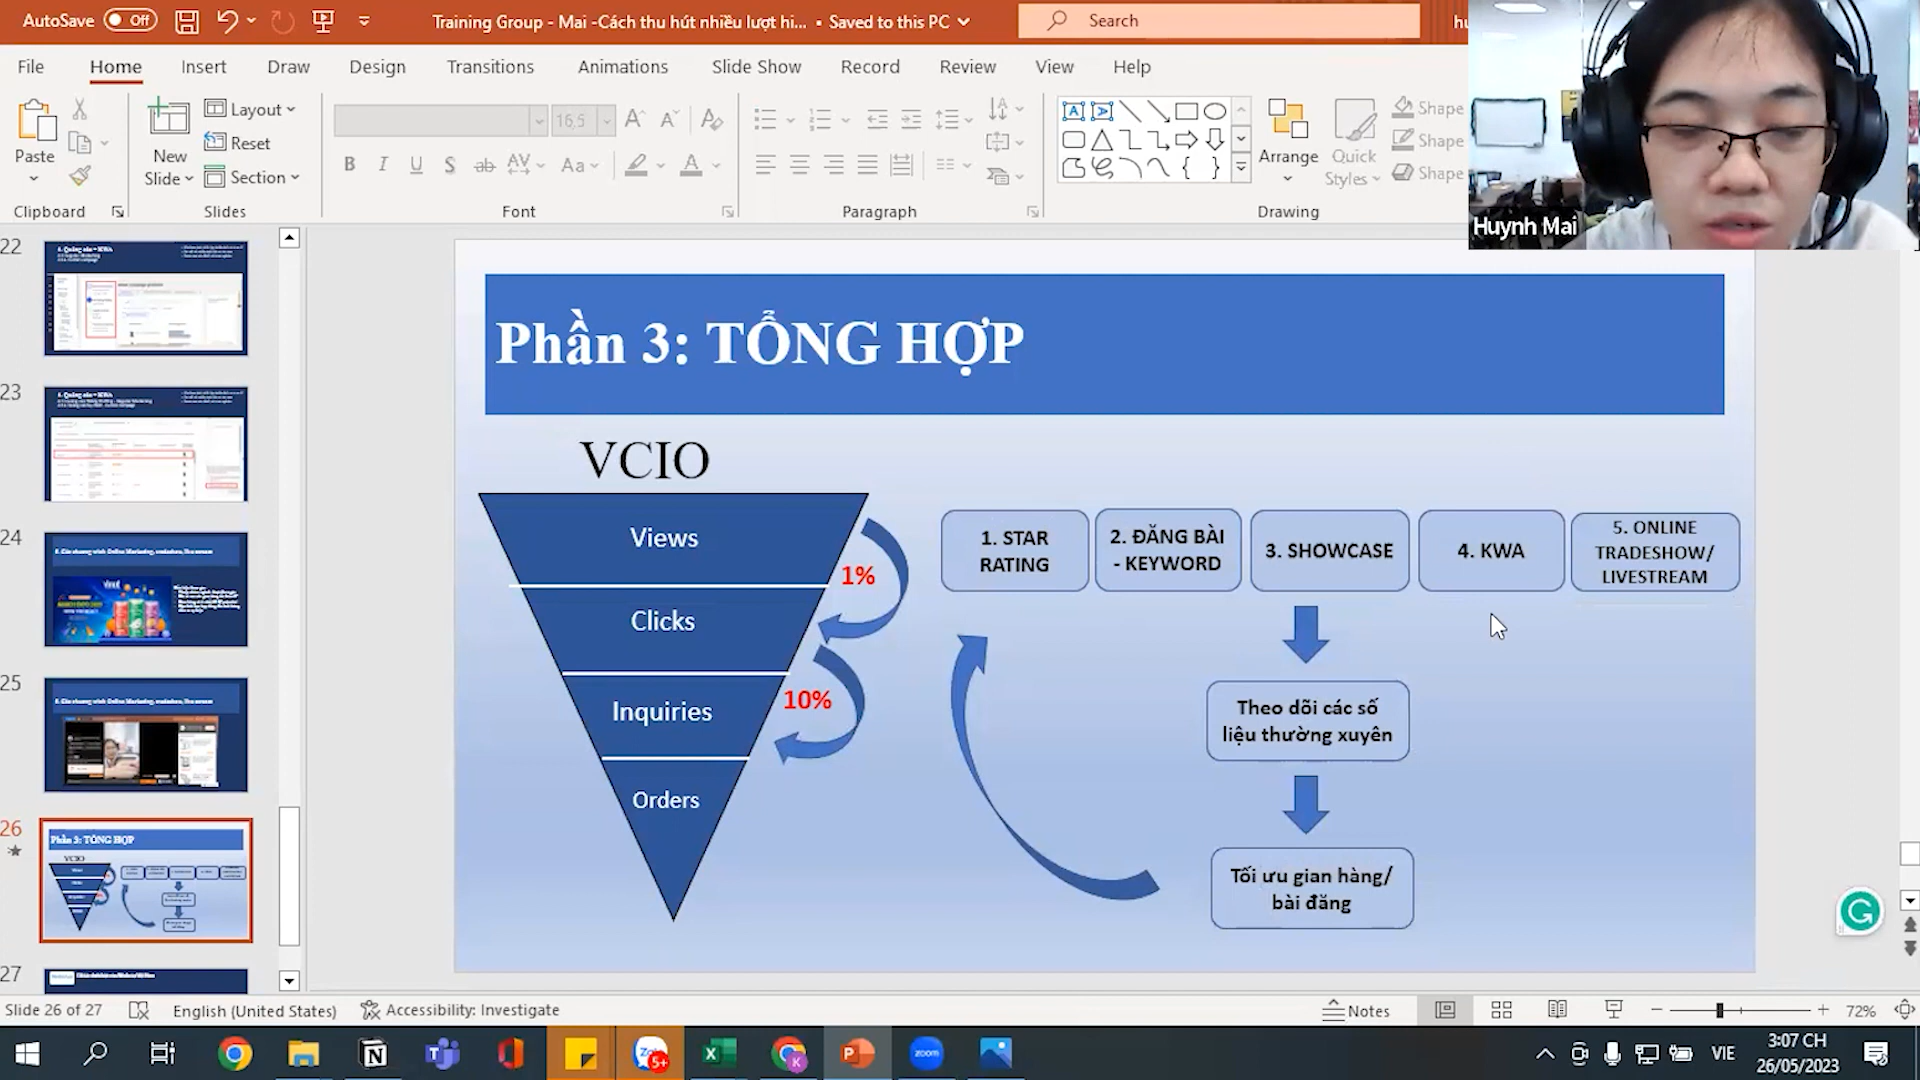 AutoSave Off
Training Group - Mai -Cách thu hút nhiều lượt hi... • Saved to this PC
Search
File Home Insert Draw Design Transitions Animations Slide Show Record Review View Help
Paste
New Slide
Layout
Reset
Section
16,5
Arrange
Quick Styles
Shape
Shape
Shape
Clipboard
Slides
Font
Paragraph
Drawing
Huynh Mai
22
23
24
25
26
Phần 3: TỔNG HỢP
27
Phần 3: TỔNG HỢP
VCIO
Views
1%
Clicks
10%
Inquiries
Orders
1. STAR
RATING
2. ĐĂNG BÀI
- KEYWORD
3. SHOWCASE
4. KWA
5. ONLINE
TRADESHOW/
LIVESTREAM
Theo dõi các số
liệu thường xuyên
Tối ưu gian hàng/
bài đăng
Slide 26 of 27
English (United States)
Accessibility: Investigate
Notes
72%
VIE
3:07 CH
26/05/2023